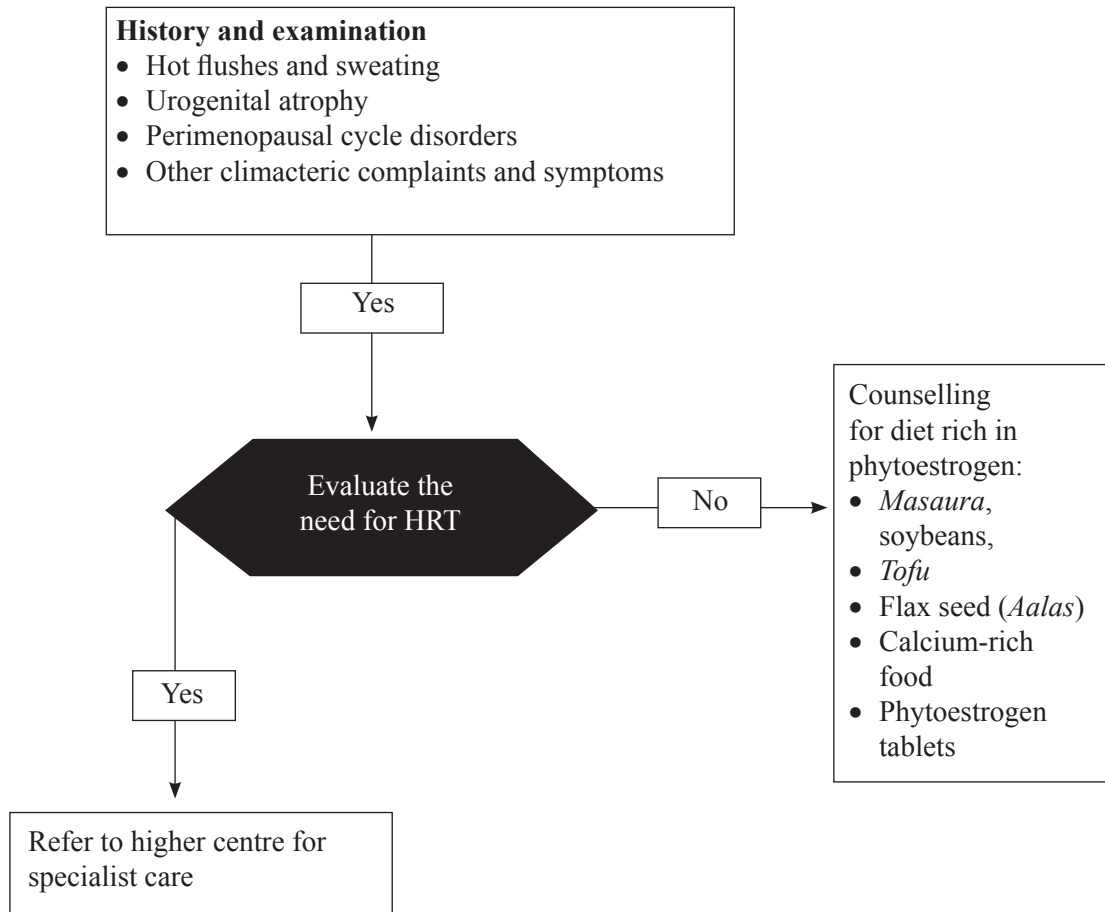 History and examination
• Hot flushes and sweating
• Urogenital atrophy
• Perimenopausal cycle disorders
• Other climacteric complaints and symptoms
Yes
Evaluate the
need for HRT
No
Counselling
for diet rich in
phytoestrogen:
• Masaura,
soybeans,
• Tofu
• Flax seed (Aalas)
• Calcium-rich
food
• Phytoestrogen
tablets
Yes
Refer to higher centre for
specialist care